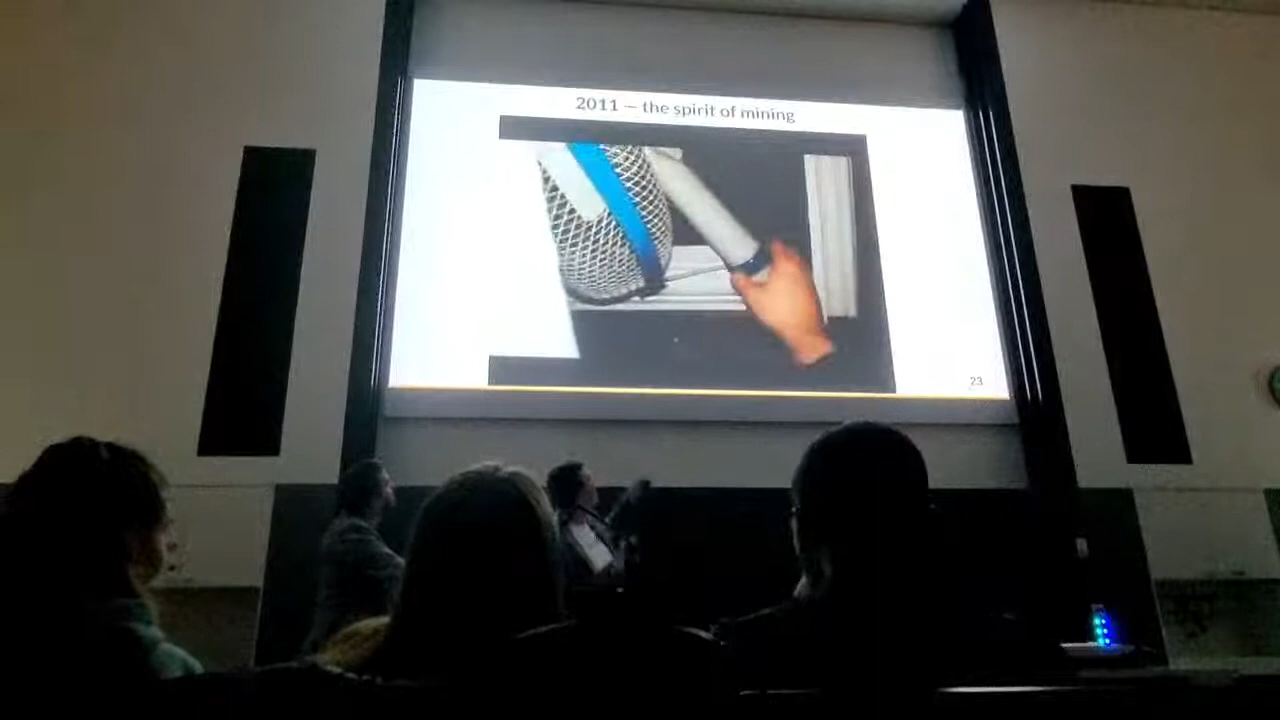 2011 — the spirit of mining
23